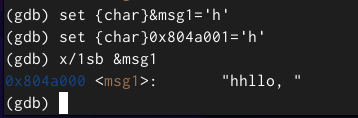 (gdb) set {char}&msg1='h'
(gdb) set {char}0x804a001='h'
(gdb) x/1sb &msg1
0x804a000 <msg1>:       "hhllo, "
(gdb)